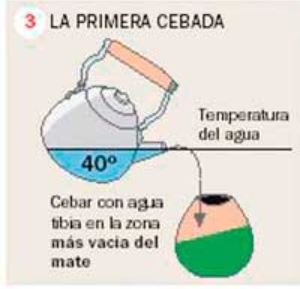 3 LA PRIMERA CEBADA
Temperatura
del agua
40º
Cebar con agua
tibia en la zona
más vacia del
mate